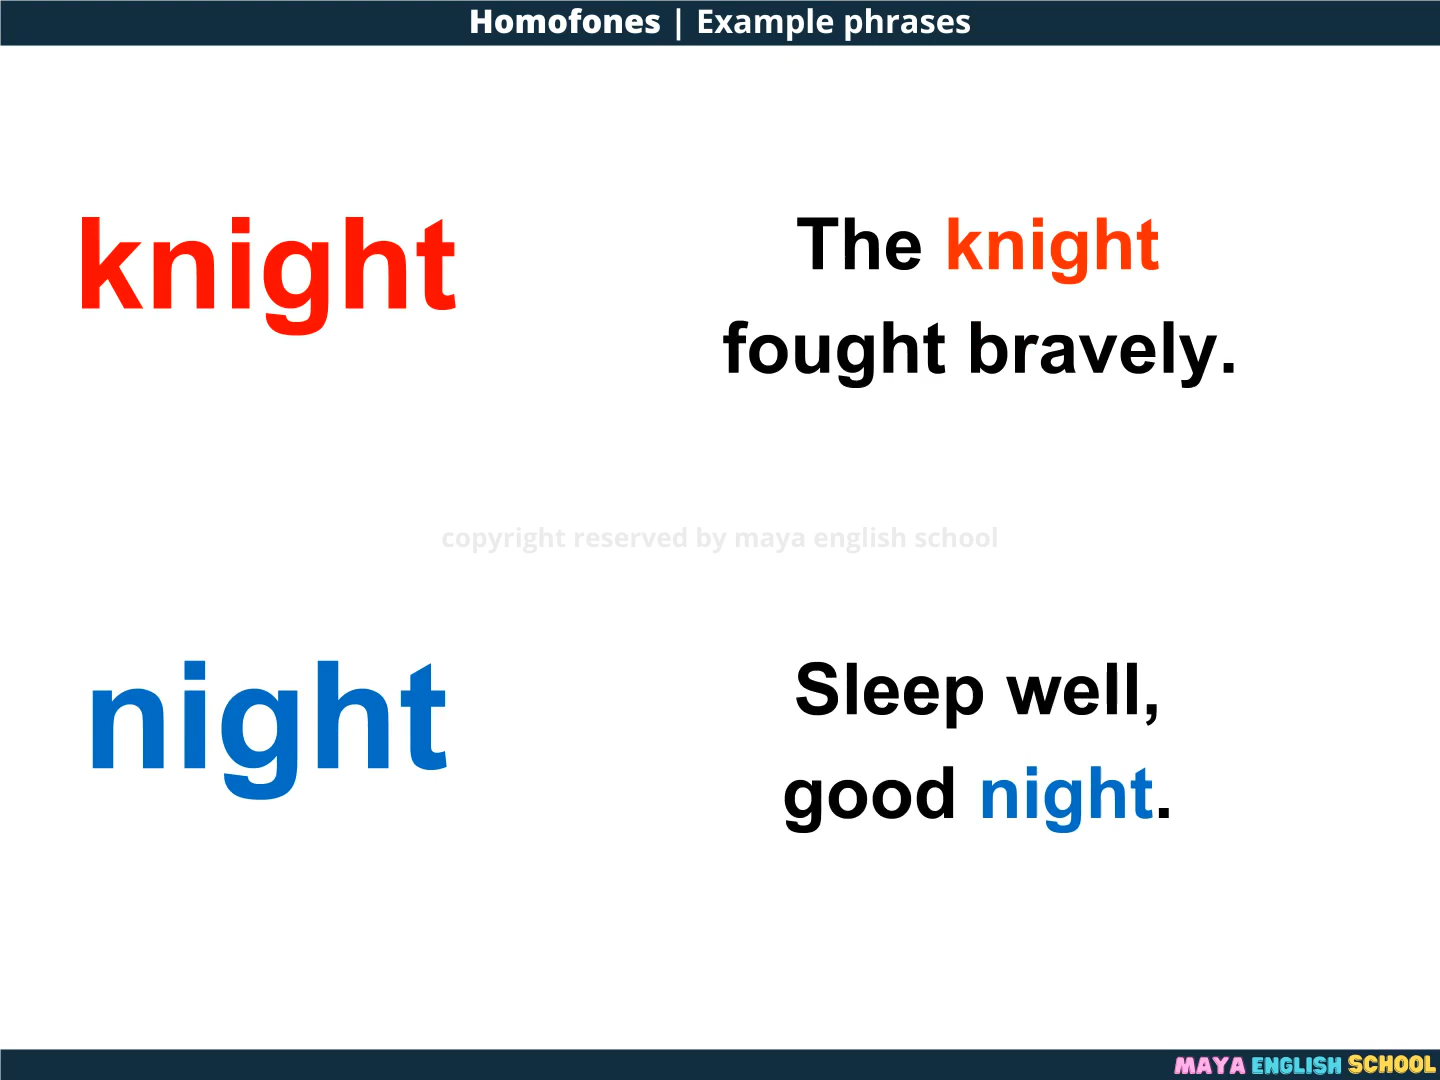 Homofones | Example phrases
knight
The knight
fought bravely.
copyright reserved by maya english school
night
Sleep well,
good night.
MAYA ENGLISH SCHOOL